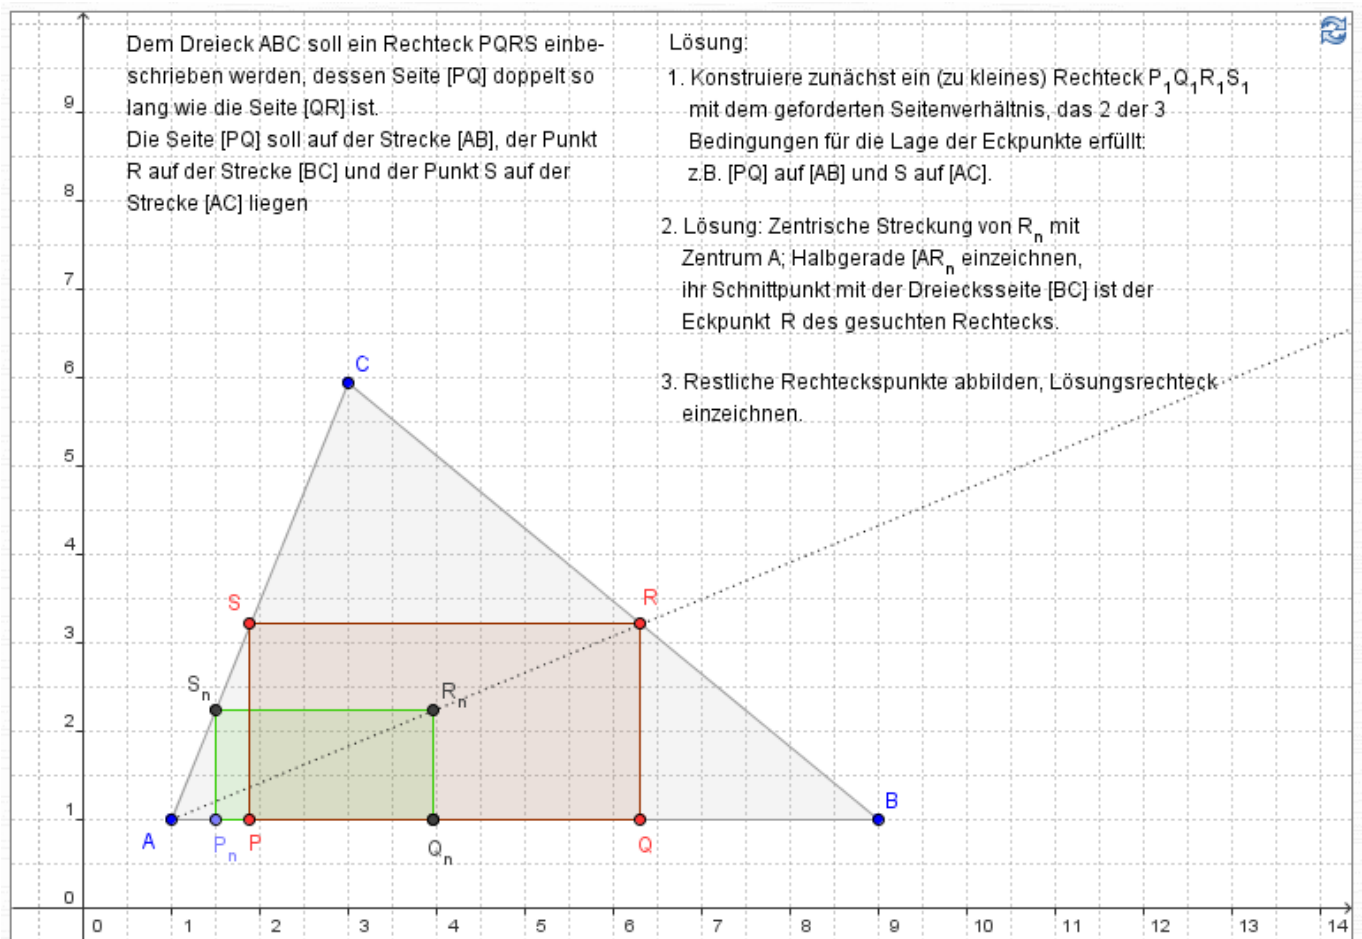 Dem Dreieck ABC soll ein Rechteck PQRS einbe-
schrieben werden, dessen Seite [PQ] doppelt so
lang wie die Seite [QR] ist.
Die Seite [PQ] soll auf der Strecke [AB], der Punkt
R auf der Strecke [BC] und der Punkt S auf der
Strecke [AC] liegen
Lösung:
1. Konstruiere zunächst ein (zu kleines) Rechteck P₁Q₁R₁S₁
mit dem geforderten Seitenverhältnis, das 2 der 3
Bedingungen für die Lage der Eckpunkte erfüllt:
z.B. [PQ] auf [AB] und S auf [AC].
2. Lösung: Zentrische Streckung von Rₙ mit
Zentrum A; Halbgerade [ARₙ einzeichnen,
ihr Schnittpunkt mit der Dreiecksseite [BC] ist der
Eckpunkt R des gesuchten Rechtecks.
3. Restliche Rechteckspunkte abbilden, Lösungsrechteck
einzeichnen.
9
8
7
6
5
4
3
2
1
0
C
S
R
Sₙ
Rₙ
B
A
Pₙ
P
Qₙ
Q
0 1 2 3 4 5 6 7 8 9 10 11 12 13 14